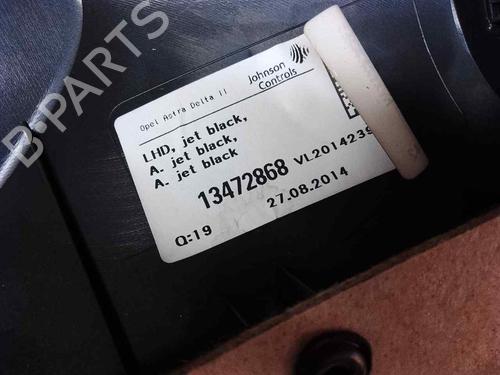 B-PARTS
Opel Astra Delta II
Johnson
Controls
LHD, jet black,
A. jet black,
A. jet black
13472868 VL2014239
27.08.2014
Q:19